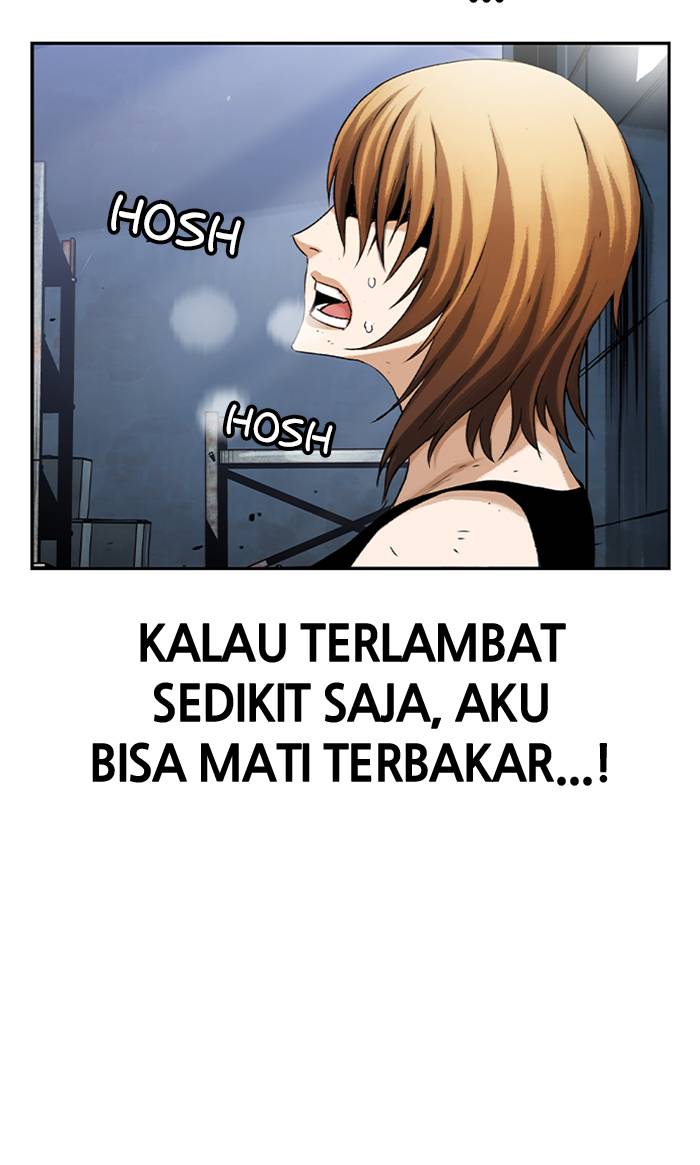 ...
HOSH
HOSH
KALAU TERLAMBAT
SEDIKIT SAJA, AKU
BISA MATI TERBAKAR...!